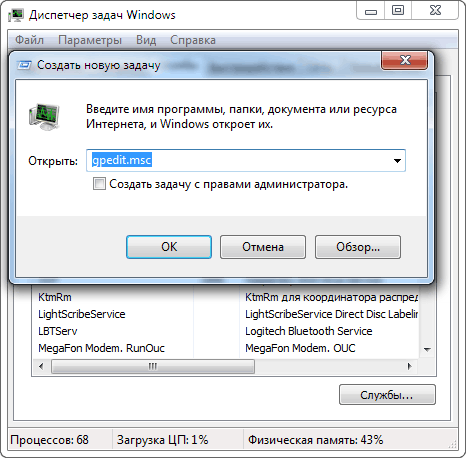 Диспетчер задач Windows
Файл Параметры Вид Справка
Создать новую задачу
Введите имя программы, папки, документа или ресурса
Интернета, и Windows откроет их.
Открыть: gpedit.msc
Создать задачу с правами администратора.
OK Отмена Обзор...
KtmRm KtmRm для координатора распред
LightScribeService LightScribeService Direct Disc Labelin
LBTServ Logitech Bluetooth Service
MegaFon Modem. RunOuc MegaFon Modem. OUC
Службы...
Процессов: 68 Загрузка ЦП: 1% Физическая память: 43%